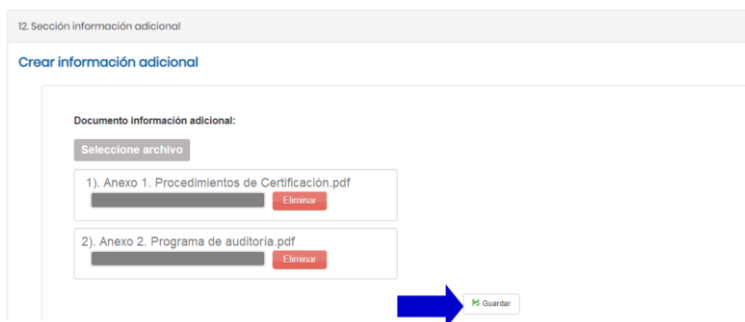 12. Sección información adicional
Crear información adicional
Documento información adicional:
Seleccione archivo
1). Anexo 1. Procedimientos de Certificación.pdf
Eliminar
2). Anexo 2. Programa de auditoría.pdf
Eliminar
Guardar